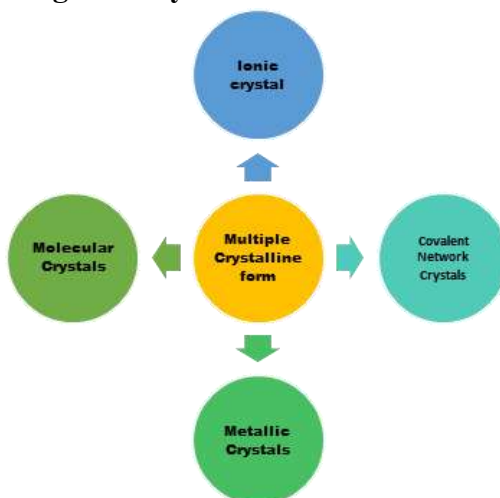 Ionic
crystal
Molecular
Crystals
Multiple
Crystalline
form
Covalent
Network
Crystals
Metallic
Crystals